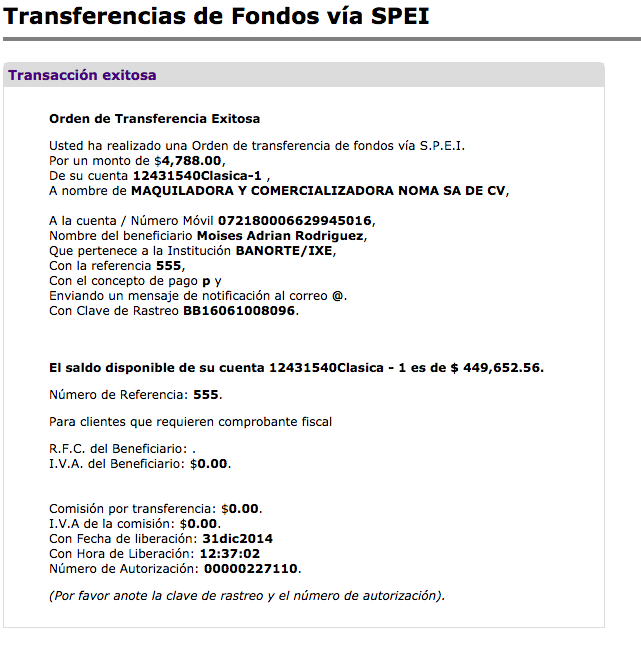 Transferencias de Fondos vía SPEI
Transacción exitosa
Orden de Transferencia Exitosa
Usted ha realizado una Orden de transferencia de fondos vía S.P.E.I.
Por un monto de $4,788.00,
De su cuenta 12431540Clasica-1 ,
A nombre de MAQUILADORA Y COMERCIALIZADORA NOMA SA DE CV,
A la cuenta / Número Móvil 072180006629945016,
Nombre del beneficiario Moises Adrian Rodriguez,
Que pertenece a la Institución BANORTE/IXE,
Con la referencia 555,
Con el concepto de pago p y
Enviando un mensaje de notificación al correo @.
Con Clave de Rastreo BB16061008096.
El saldo disponible de su cuenta 12431540Clasica - 1 es de $ 449,652.56.
Número de Referencia: 555.
Para clientes que requieren comprobante fiscal
R.F.C. del Beneficiario: .
I.V.A. del Beneficiario: $0.00.
Comisión por transferencia: $0.00.
I.V.A de la comisión: $0.00.
Con Fecha de liberación: 31dic2014
Con Hora de Liberación: 12:37:02
Número de Autorización: 00000227110.
(Por favor anote la clave de rastreo y el número de autorización).